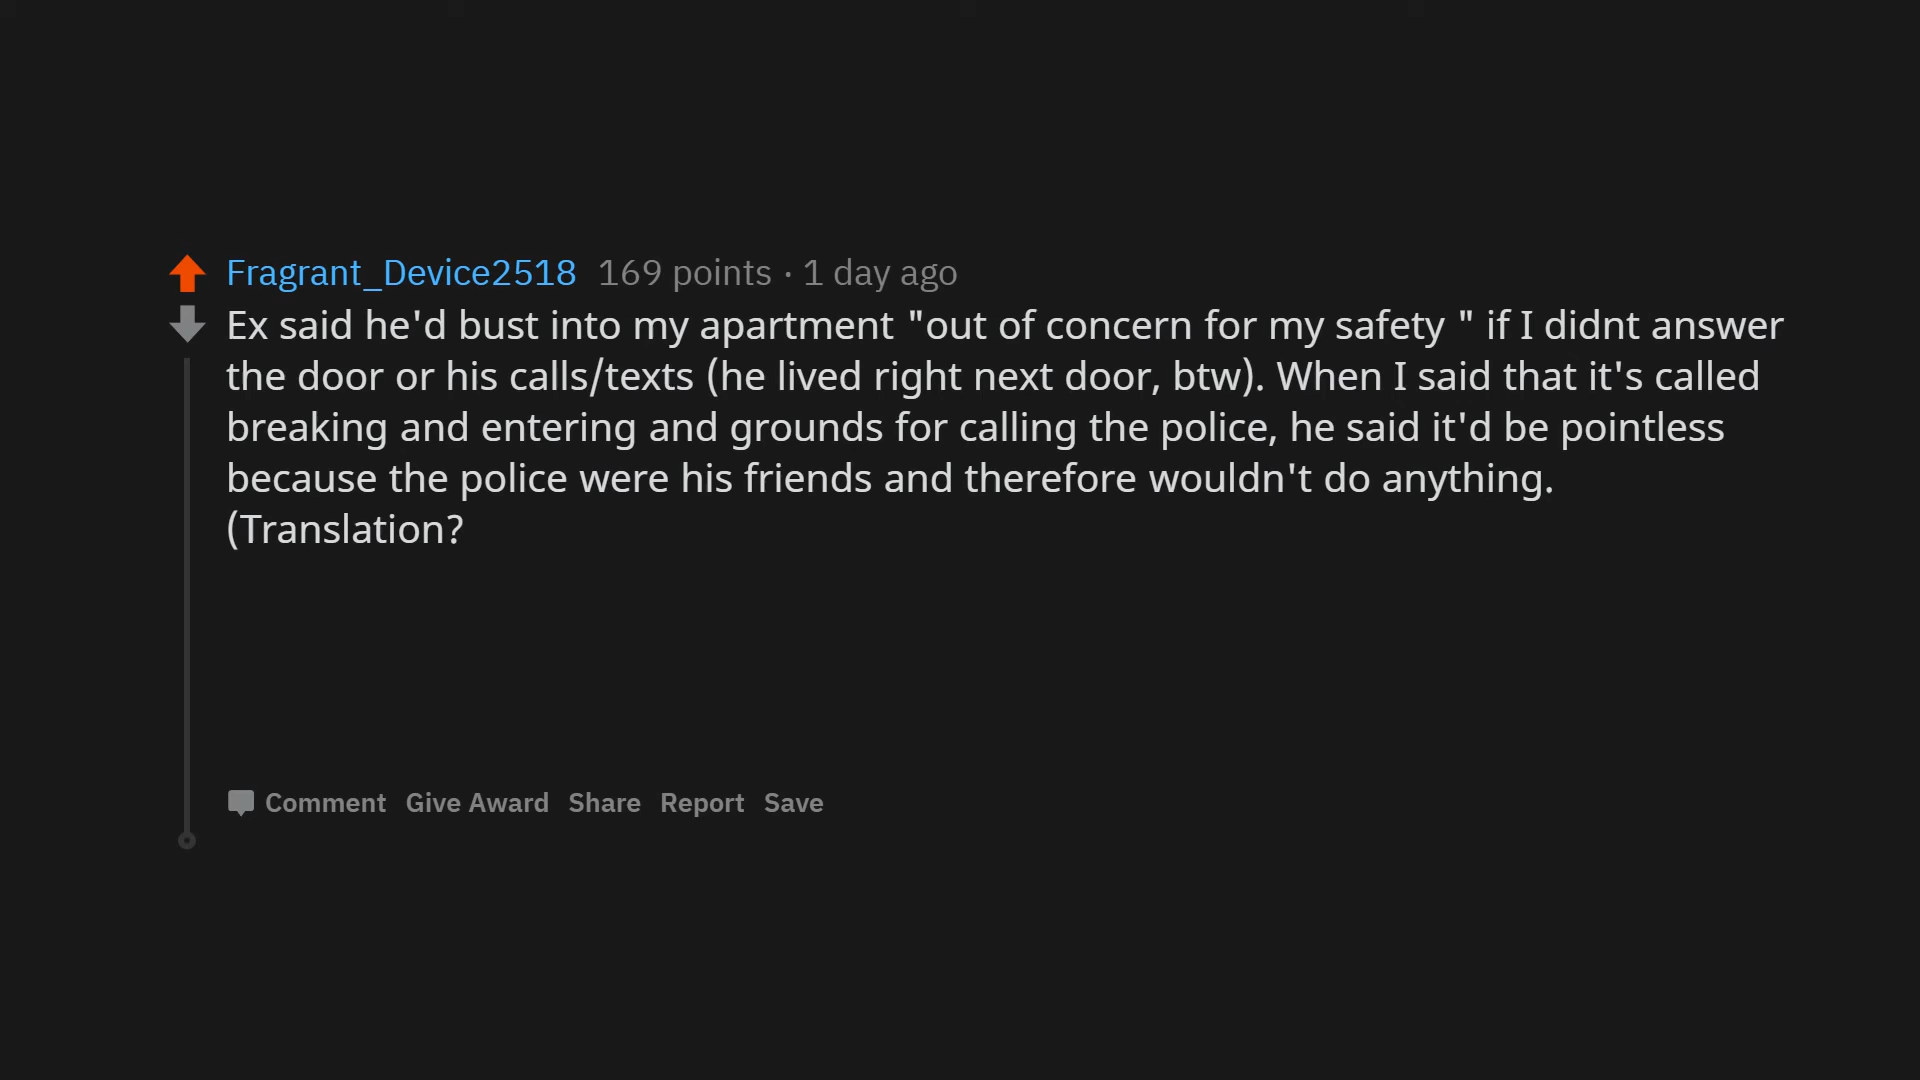 Fragrant_Device2518 169 points · 1 day ago
Ex said he'd bust into my apartment "out of concern for my safety " if I didnt answer
the door or his calls/texts (he lived right next door, btw). When I said that it's called
breaking and entering and grounds for calling the police, he said it'd be pointless
because the police were his friends and therefore wouldn't do anything.
(Translation?
Comment Give Award Share Report Save